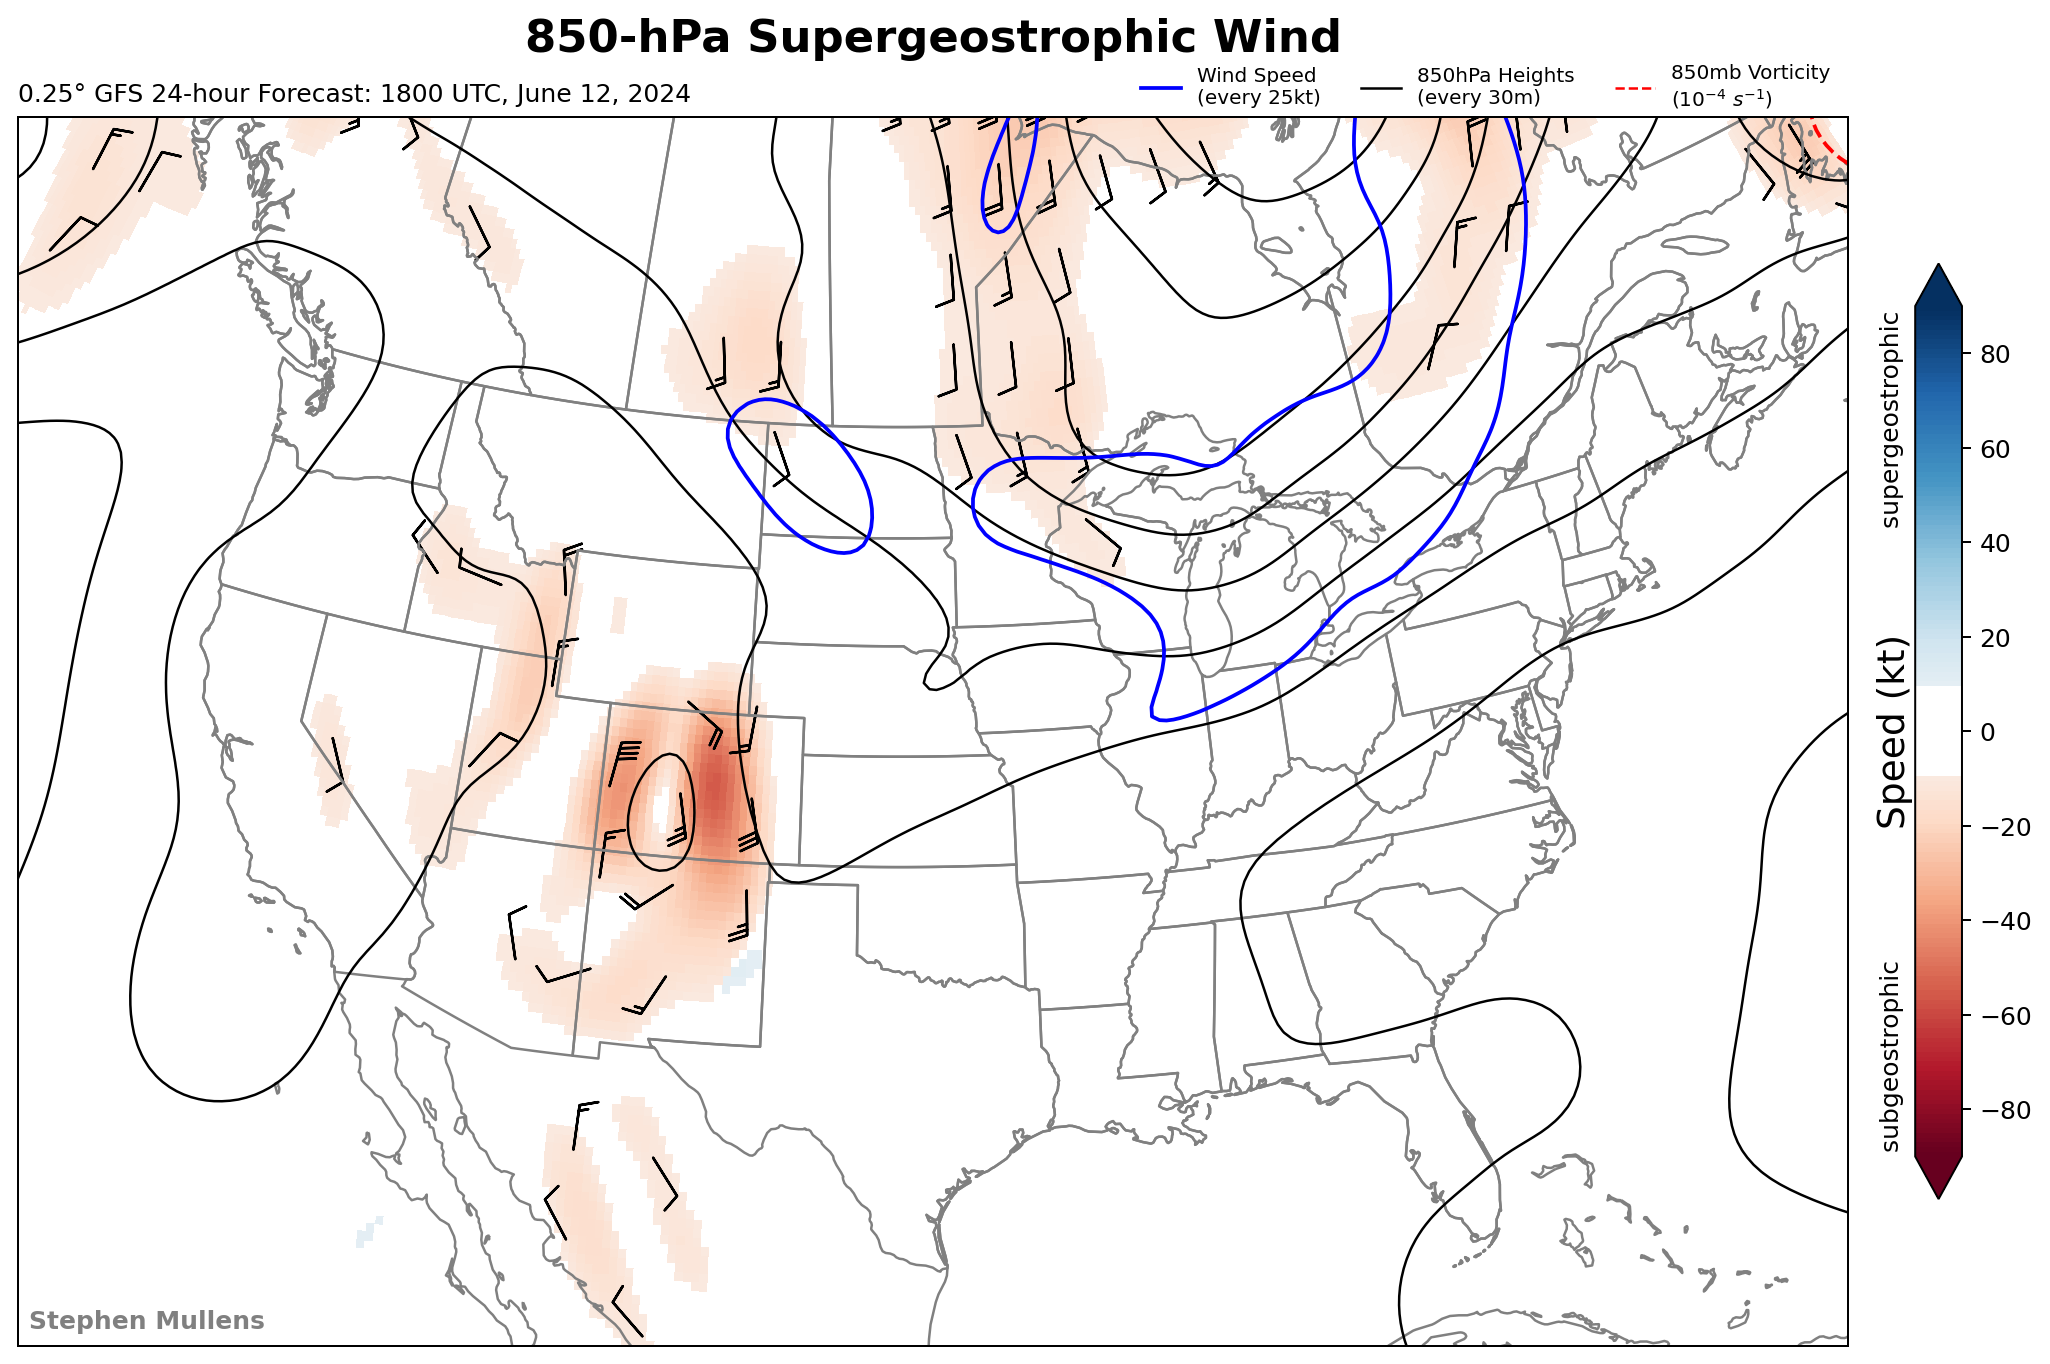 850-hPa Supergeostrophic Wind
0.25° GFS 24-hour Forecast: 1800 UTC, June 12, 2024
Wind Speed
(every 25kt)
850hPa Heights
(every 30m)
850mb Vorticity
(10⁻⁴ s⁻¹)
supergeostrophic
Speed (kt)
subgeostrophic
80
60
40
20
0
−20
−40
−60
−80
Stephen Mullens